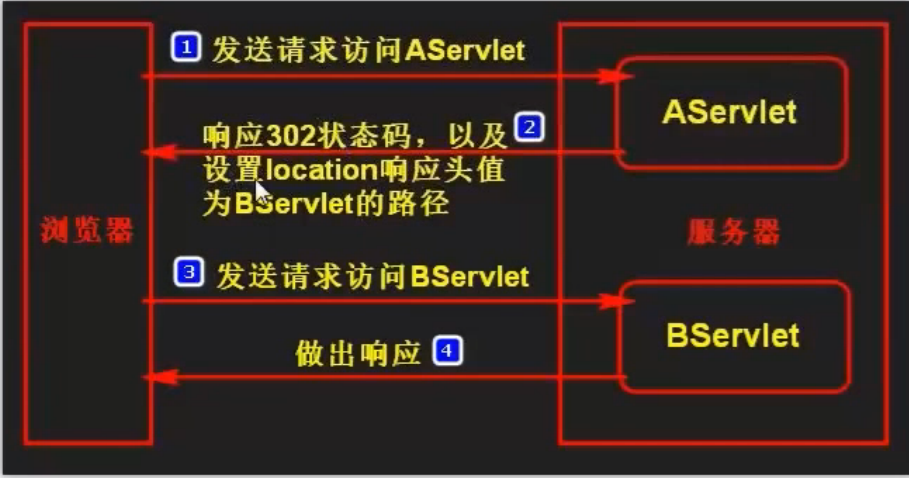 1 发送请求访问AServlet
AServlet
响应302状态码，以及 2
设置location响应头值
为BServlet的路径
浏览器
服务器
3 发送请求访问BServlet
BServlet
做出响应 4